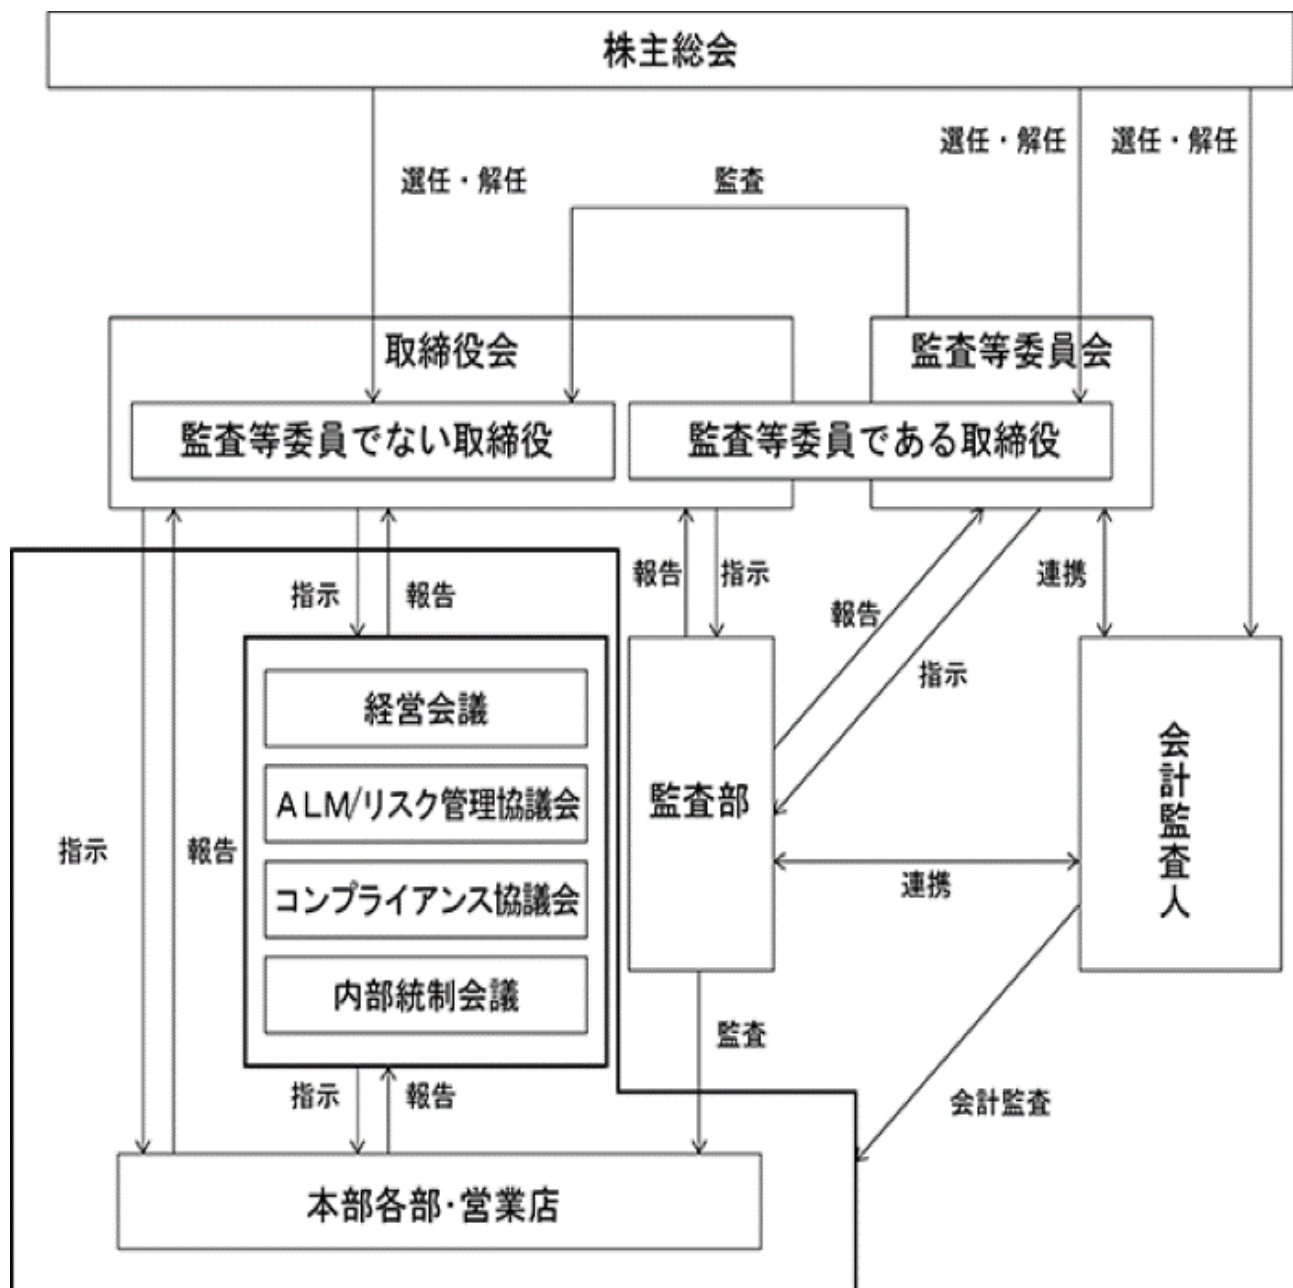 株主総会
選任・解任
選任・解任
選任・解任
監査
取締役会
監査等委員会
監査等委員でない取締役
監査等委員である取締役
指示
報告
報告
指示
報告
指示
連携
経営会議
ALM/リスク管理協議会
コンプライアンス協議会
内部統制会議
監査部
会計監査人
指示
報告
連携
監査
指示
報告
会計監査
本部各部・営業店